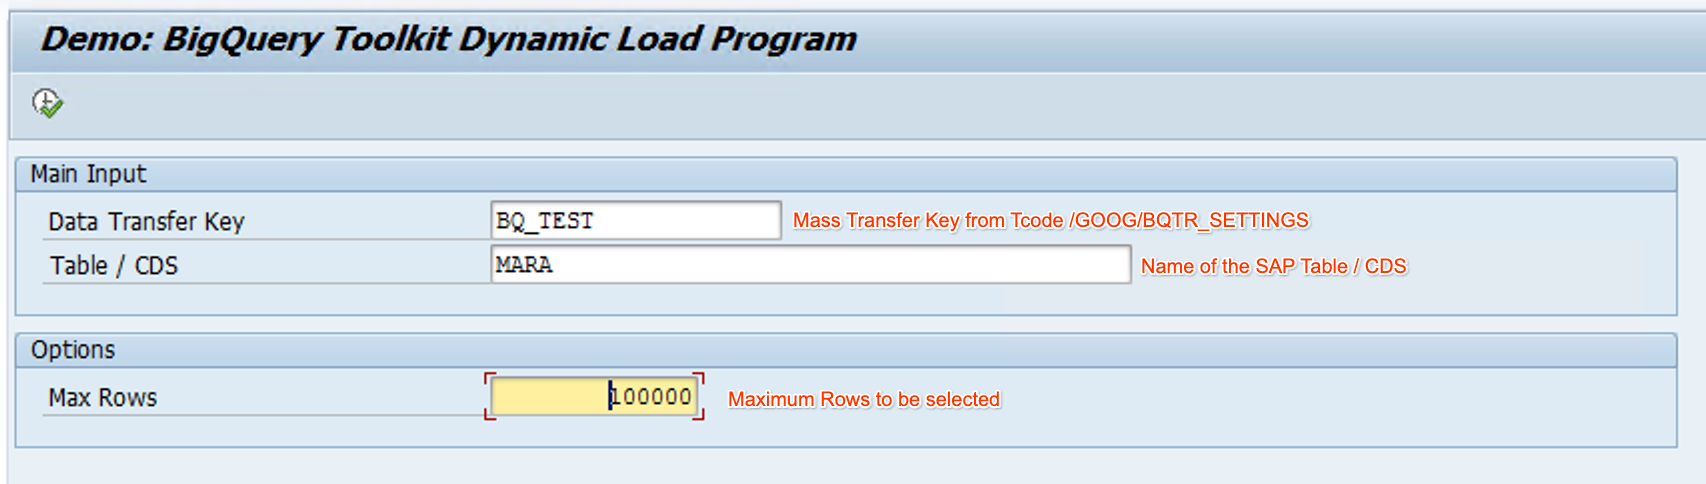 Demo: BigQuery Toolkit Dynamic Load Program
Main Input
Data Transfer Key BQ_TEST Mass Transfer Key from Tcode /GOOG/BQTR_SETTINGS
Table / CDS MARA Name of the SAP Table / CDS
Options
Max Rows 100000 Maximum Rows to be selected